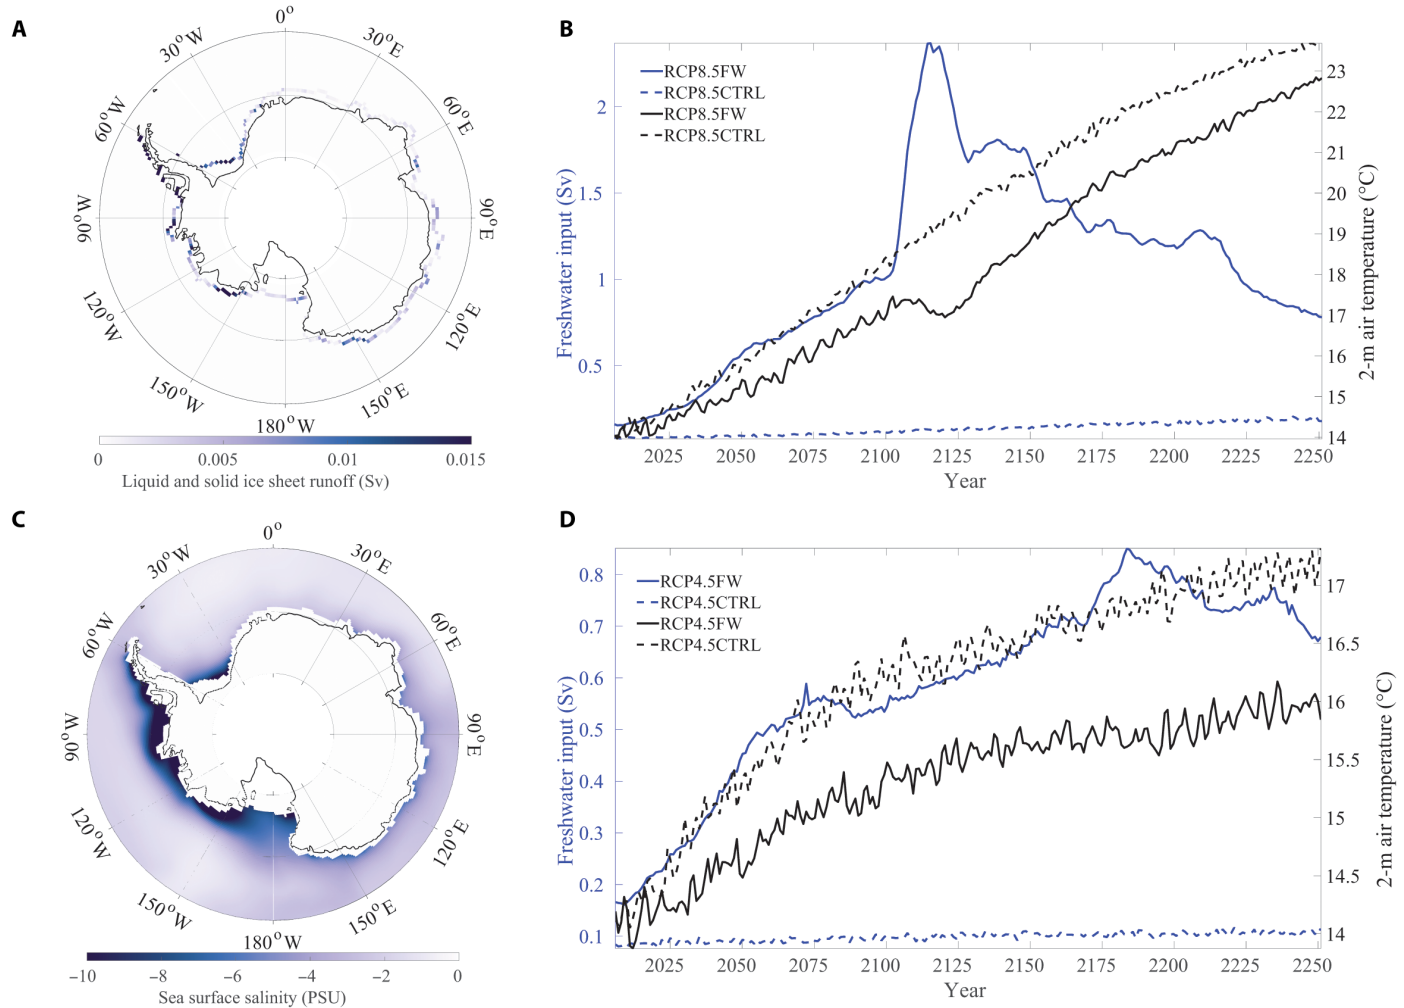 A
0°
30°E
60°E
90°E
120°E
150°E
180°W
150°W
120°W
90°W
60°W
30°W
0
0.005
0.01
0.015
Liquid and solid ice sheet runoff (Sv)
B
RCP8.5FW
RCP8.5CTRL
RCP8.5FW
RCP8.5CTRL
Freshwater input (Sv)
2
1.5
1
0.5
23
22
21
20
19
18
17
16
15
14
2-m air temperature (°C)
2025
2050
2075
2100
2125
2150
2175
2200
2225
2250
Year
C
0°
30°E
60°E
90°E
120°E
150°E
180°W
150°W
120°W
90°W
60°W
30°W
−10
−8
−6
−4
−2
0
Sea surface salinity (PSU)
D
RCP4.5FW
RCP4.5CTRL
RCP4.5FW
RCP4.5CTRL
Freshwater input (Sv)
0.8
0.7
0.6
0.5
0.4
0.3
0.2
0.1
17
16.5
16
15.5
15
14.5
14
2-m air temperature (°C)
2025
2050
2075
2100
2125
2150
2175
2200
2225
2250
Year